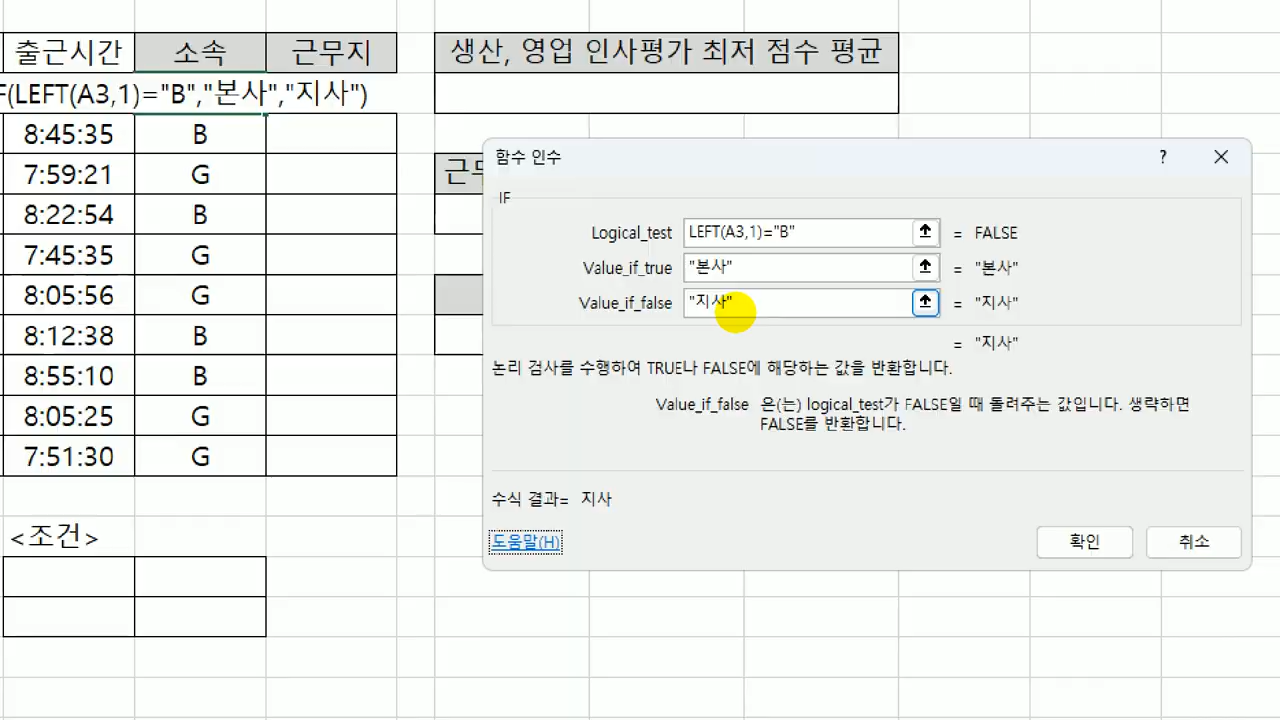 출근시간 소속 근무지 생산, 영업 인사평가 최저 점수 평균
F(LEFT(A3,1)="B","본사","지사")
8:45:35 B
7:59:21 G
8:22:54 B
7:45:35 G
8:05:56 G
8:12:38 B
8:55:10 B
8:05:25 G
7:51:30 G
<조건>
함수 인수 ?
IF
Logical_test LEFT(A3,1)="B" = FALSE
Value_if_true "본사" = "본사"
Value_if_false "지사" = "지사"
= "지사"
논리 검사를 수행하여 TRUE나 FALSE에 해당하는 값을 반환합니다.
Value_if_false 은(는) logical_test가 FALSE일 때 돌려주는 값입니다. 생략하면
FALSE를 반환합니다.
수식 결과= 지사
도움말(H) 확인 취소